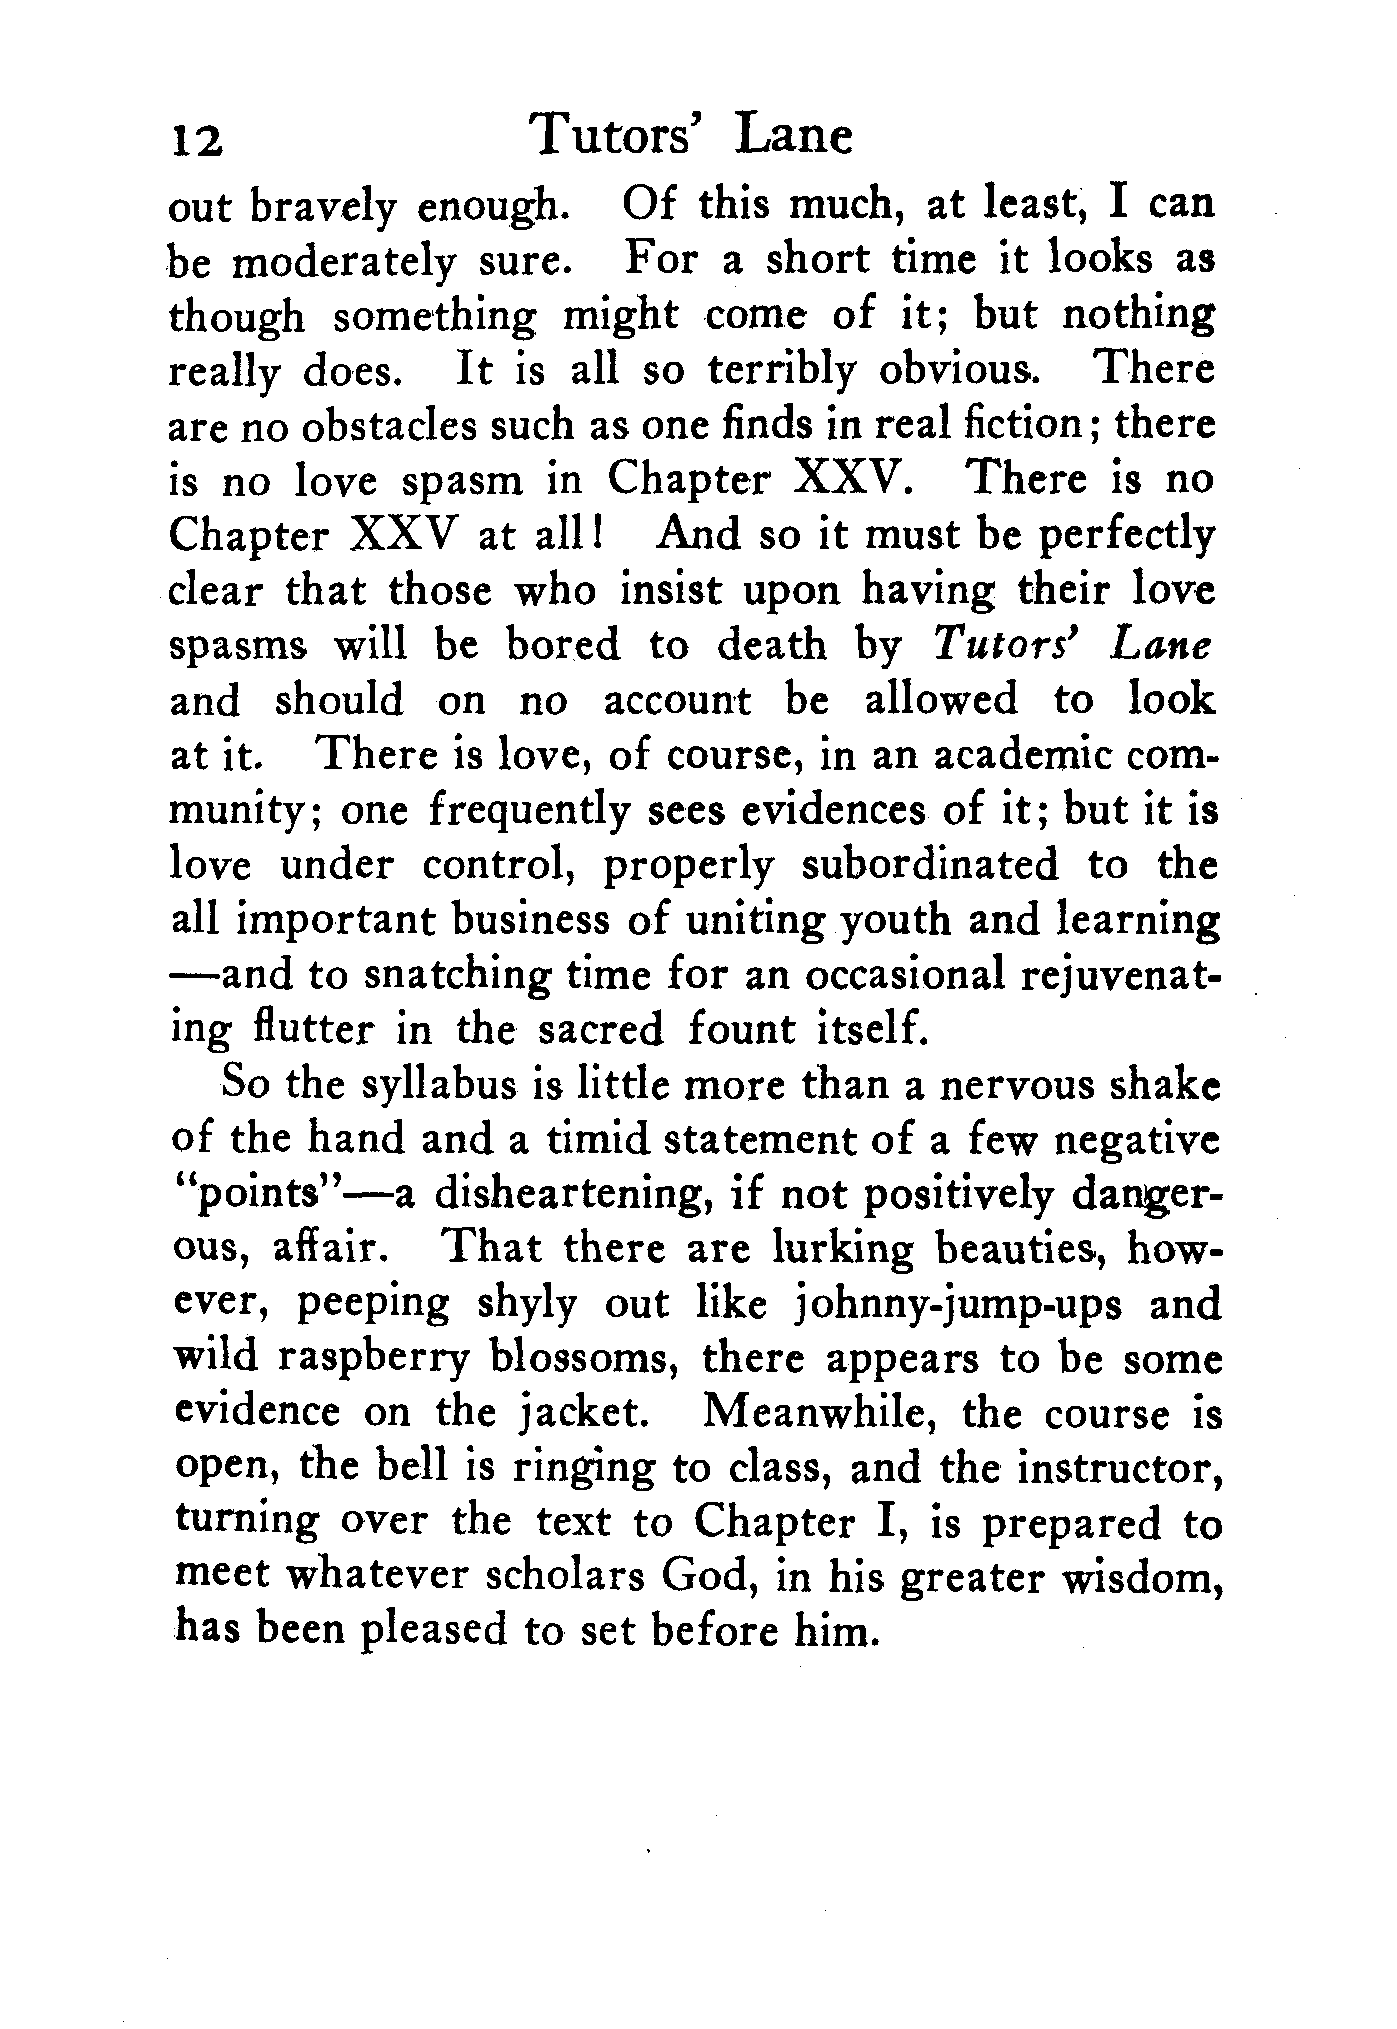 12 Tutors' Lane
out bravely enough. Of this much, at least, I can
be moderately sure. For a short time it looks as
though something might come of it; but nothing
really does. It is all so terribly obvious. There
are no obstacles such as one finds in real fiction; there
is no love spasm in Chapter XXV. There is no
Chapter XXV at all! And so it must be perfectly
clear that those who insist upon having their love
spasms will be bored to death by Tutors' Lane
and should on no account be allowed to look
at it. There is love, of course, in an academic com-
munity; one frequently sees evidences of it; but it is
love under control, properly subordinated to the
all important business of uniting youth and learning
—and to snatching time for an occasional rejuvenat-
ing flutter in the sacred fount itself.
So the syllabus is little more than a nervous shake
of the hand and a timid statement of a few negative
"points"—a disheartening, if not positively danger-
ous, affair. That there are lurking beauties, how-
ever, peeping shyly out like johnny-jump-ups and
wild raspberry blossoms, there appears to be some
evidence on the jacket. Meanwhile, the course is
open, the bell is ringing to class, and the instructor,
turning over the text to Chapter I, is prepared to
meet whatever scholars God, in his greater wisdom,
has been pleased to set before him.